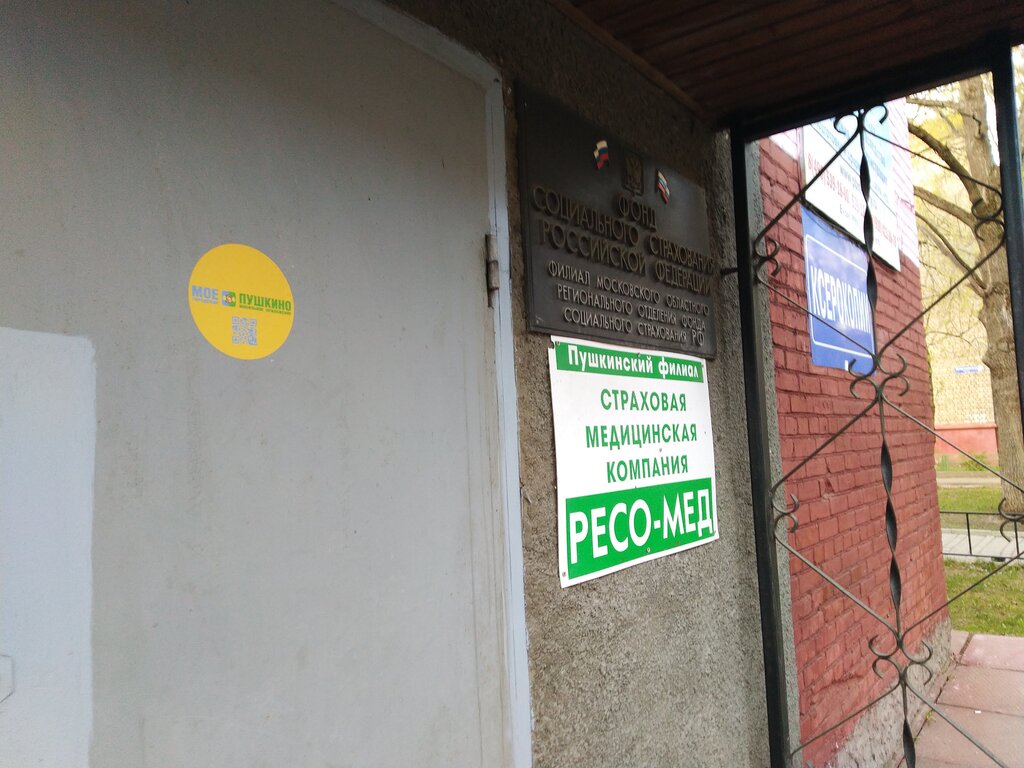 МОЕ
ПУШКИНО
ФОНД
СОЦИАЛЬНОГО СТРАХОВАНИЯ
РОССИЙСКОЙ ФЕДЕРАЦИИ
ФИЛИАЛ МОСКОВСКОГО ОБЛАСТНОГО
РЕГИОНАЛЬНОГО ОТДЕЛЕНИЯ ФОНДА
СОЦИАЛЬНОГО СТРАХОВАНИЯ РФ
Пушкинский филиал
СТРАХОВАЯ
МЕДИЦИНСКАЯ
КОМПАНИЯ
РЕСО-МЕД
КСЕРОКОПИИ